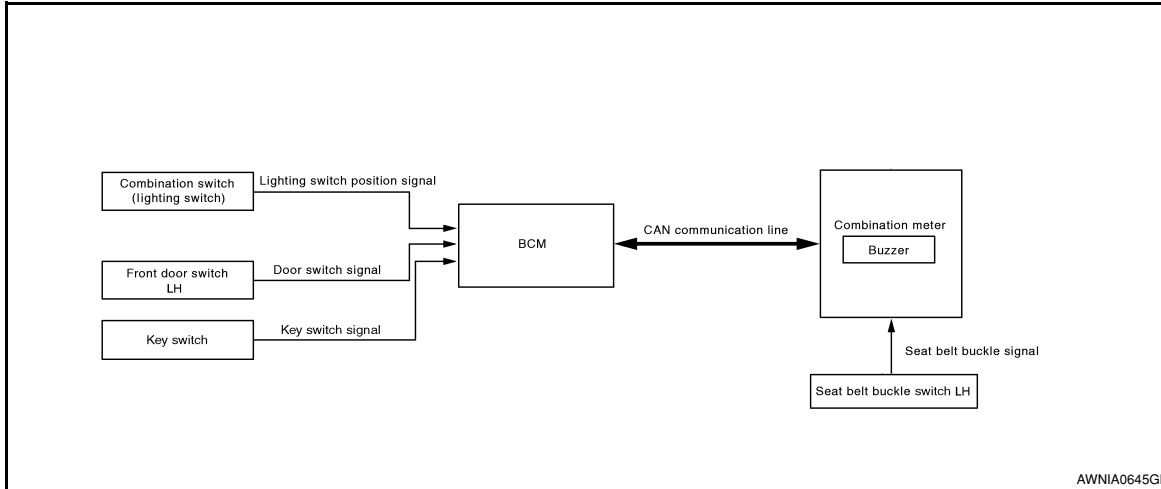 Combination switch
(lighting switch)
Lighting switch position signal
Front door switch
LH
Door switch signal
Key switch
Key switch signal
BCM
CAN communication line
Combination meter
Buzzer
Seat belt buckle signal
Seat belt buckle switch LH